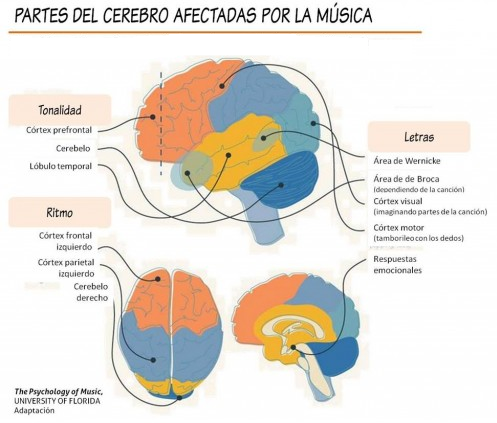 PARTES DEL CEREBRO AFECTADAS POR LA MÚSICA
Tonalidad
Córtex prefrontal
Cerebelo
Lóbulo temporal
Ritmo
Córtex frontal
izquierdo
Córtex parietal
izquierdo
Cerebelo
derecho
Letras
Área de Wernicke
Área de de Broca
(dependiendo de la canción)
Córtex visual
(imaginando partes de la canción)
Córtex motor
(tamborileo con los dedos)
Respuestas
emocionales
The Psychology of Music,
UNIVERSITY OF FLORIDA
Adaptación